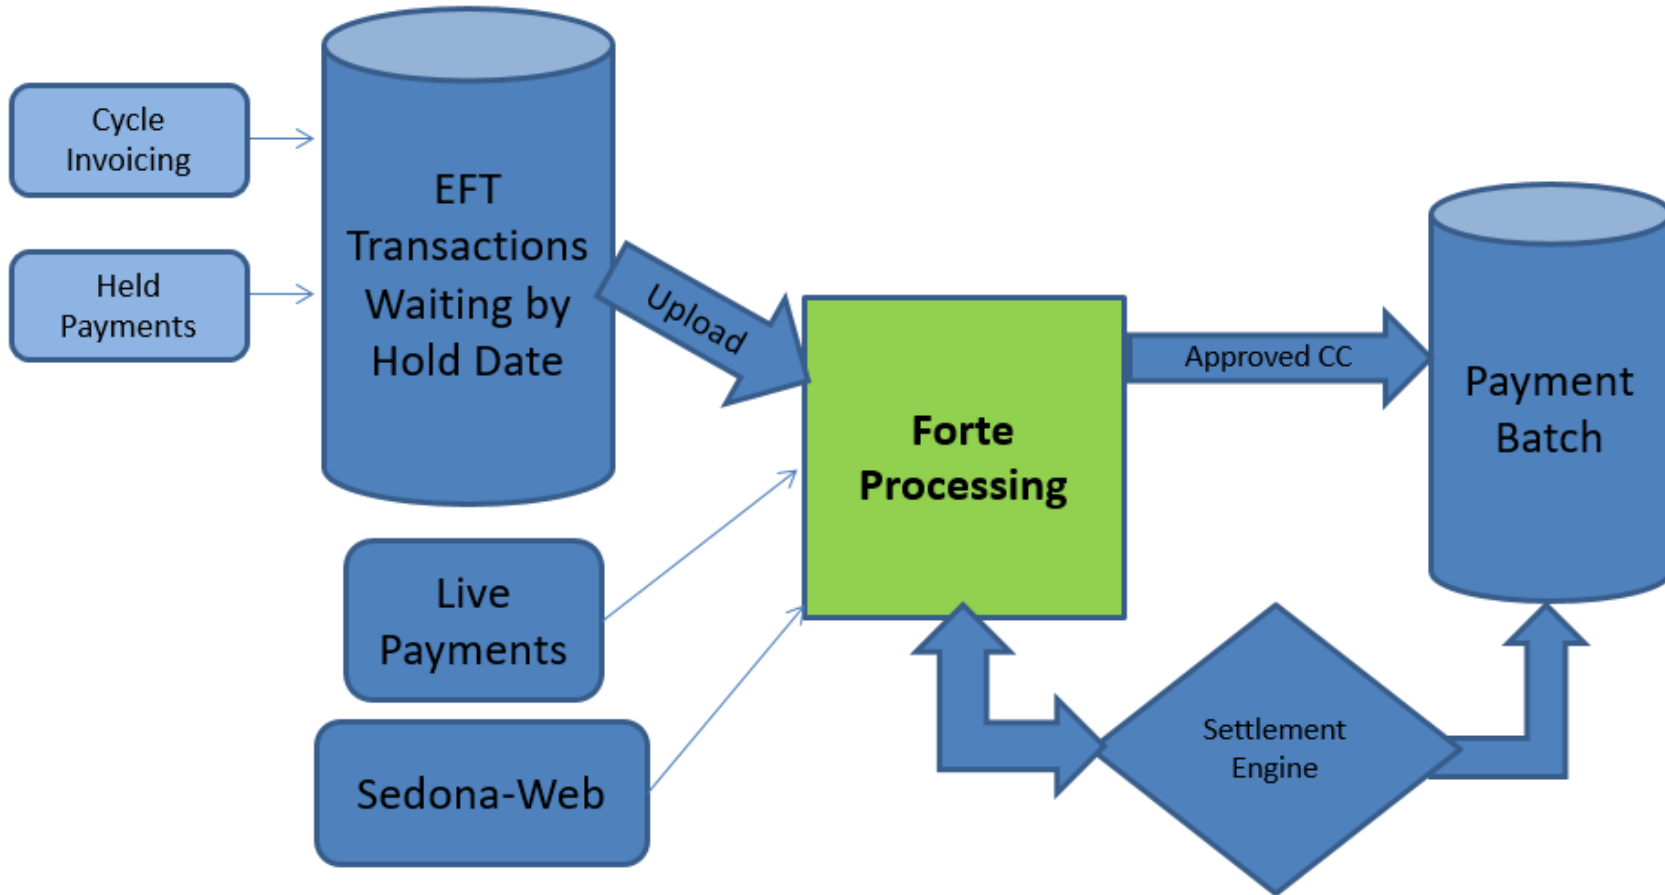 Cycle
Invoicing
Held
Payments
EFT
Transactions
Waiting by
Hold Date
Upload
Live
Payments
Sedona-Web
Forte
Processing
Approved CC
Payment
Batch
Settlement
Engine